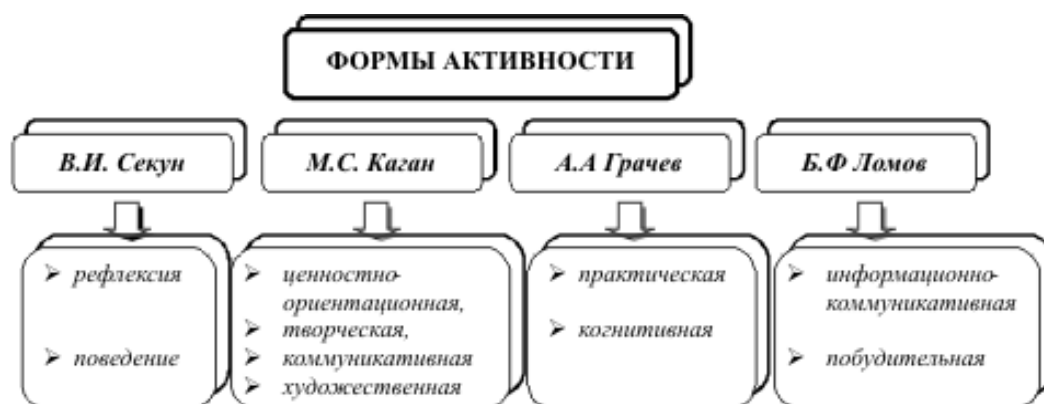 ФОРМЫ АКТИВНОСТИ
В.И. Секун
М.С. Каган
А.А Грачев
Б.Ф Ломов
рефлексия
поведение
ценностно-
ориентационная,
творческая,
коммуникативная
художественная
практическая
когнитивная
информационно-
коммуникативная
побудительная